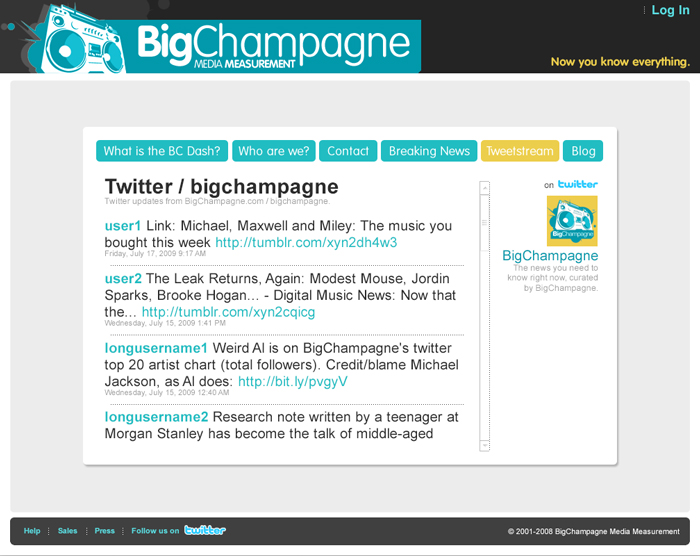 Log In
BigChampagne
MEDIA MEASUREMENT
Now you know everything.
What is the BC Dash?
Who are we?
Contact
Breaking News
Tweetstream
Blog
Twitter / bigchampagne
Twitter updates from BigChampagne.com / bigchampagne.
user1 Link: Michael, Maxwell and Miley: The music you
bought this week http://tumblr.com/xyn2dh4w3
Friday, July 17, 2009 9:17 AM
user2 The Leak Returns, Again: Modest Mouse, Jordin
Sparks, Brooke Hogan... - Digital Music News: Now that
the... http://tumblr.com/xyn2cqicg
Wednesday, July 15, 2009 1:41 PM
longusername1 Weird Al is on BigChampagne's twitter
top 20 artist chart (total followers). Credit/blame Michael
Jackson, as Al does: http://bit.ly/pvgyV
Wednesday, July 15, 2009 12:40 AM
longusername2 Research note written by a teenager at
Morgan Stanley has become the talk of middle-aged
on twitter
BigChampagne
BigChampagne
The news you need to
know right now, curated
by BigChampagne.
Help
Sales
Press
Follow us on twitter
© 2001-2008 BigChampagne Media Measurement